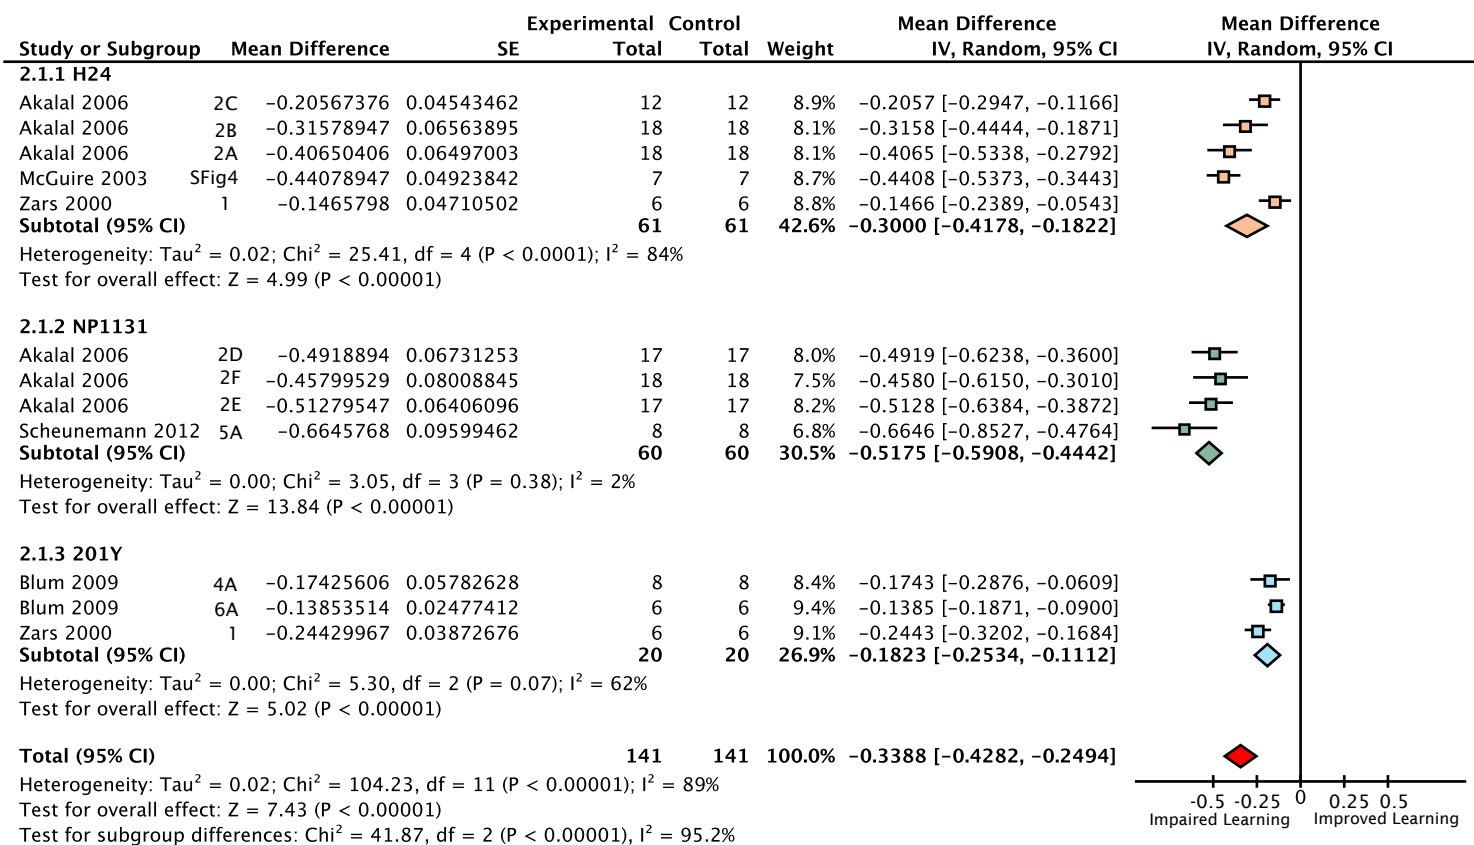 Experimental Control Mean Difference Mean Difference
Study or Subgroup Mean Difference SE Total Total Weight IV, Random, 95% CI IV, Random, 95% CI
2.1.1 H24
Akalal 2006 2C −0.20567376 0.04543462 12 12 8.9% −0.2057 [−0.2947, −0.1166]
Akalal 2006 2B −0.31578947 0.06563895 18 18 8.1% −0.3158 [−0.4444, −0.1871]
Akalal 2006 2A −0.40650406 0.06497003 18 18 8.1% −0.4065 [−0.5338, −0.2792]
McGuire 2003 SFig4 −0.44078947 0.04923842 7 7 8.7% −0.4408 [−0.5373, −0.3443]
Zars 2000 1 −0.1465798 0.04710502 6 6 8.8% −0.1466 [−0.2389, −0.0543]
Subtotal (95% CI) 61 61 42.6% −0.3000 [−0.4178, −0.1822]
Heterogeneity: Tau² = 0.02; Chi² = 25.41, df = 4 (P < 0.0001); I² = 84%
Test for overall effect: Z = 4.99 (P < 0.00001)
2.1.2 NP1131
Akalal 2006 2D −0.4918894 0.06731253 17 17 8.0% −0.4919 [−0.6238, −0.3600]
Akalal 2006 2F −0.45799529 0.08008845 18 18 7.5% −0.4580 [−0.6150, −0.3010]
Akalal 2006 2E −0.51279547 0.06406096 17 17 8.2% −0.5128 [−0.6384, −0.3872]
Scheunemann 2012 5A −0.6645768 0.09599462 8 8 6.8% −0.6646 [−0.8527, −0.4764]
Subtotal (95% CI) 60 60 30.5% −0.5175 [−0.5908, −0.4442]
Heterogeneity: Tau² = 0.00; Chi² = 3.05, df = 3 (P = 0.38); I² = 2%
Test for overall effect: Z = 13.84 (P < 0.00001)
2.1.3 201Y
Blum 2009 4A −0.17425606 0.05782628 8 8 8.4% −0.1743 [−0.2876, −0.0609]
Blum 2009 6A −0.13853514 0.02477412 6 6 9.4% −0.1385 [−0.1871, −0.0900]
Zars 2000 1 −0.24429967 0.03872676 6 6 9.1% −0.2443 [−0.3202, −0.1684]
Subtotal (95% CI) 20 20 26.9% −0.1823 [−0.2534, −0.1112]
Heterogeneity: Tau² = 0.00; Chi² = 5.30, df = 2 (P = 0.07); I² = 62%
Test for overall effect: Z = 5.02 (P < 0.00001)
Total (95% CI) 141 141 100.0% −0.3388 [−0.4282, −0.2494]
Heterogeneity: Tau² = 0.02; Chi² = 104.23, df = 11 (P < 0.00001); I² = 89%
Test for overall effect: Z = 7.43 (P < 0.00001)
Test for subgroup differences: Chi² = 41.87, df = 2 (P < 0.00001), I² = 95.2%
-0.5 -0.25 0 0.25 0.5
Impaired Learning Improved Learning